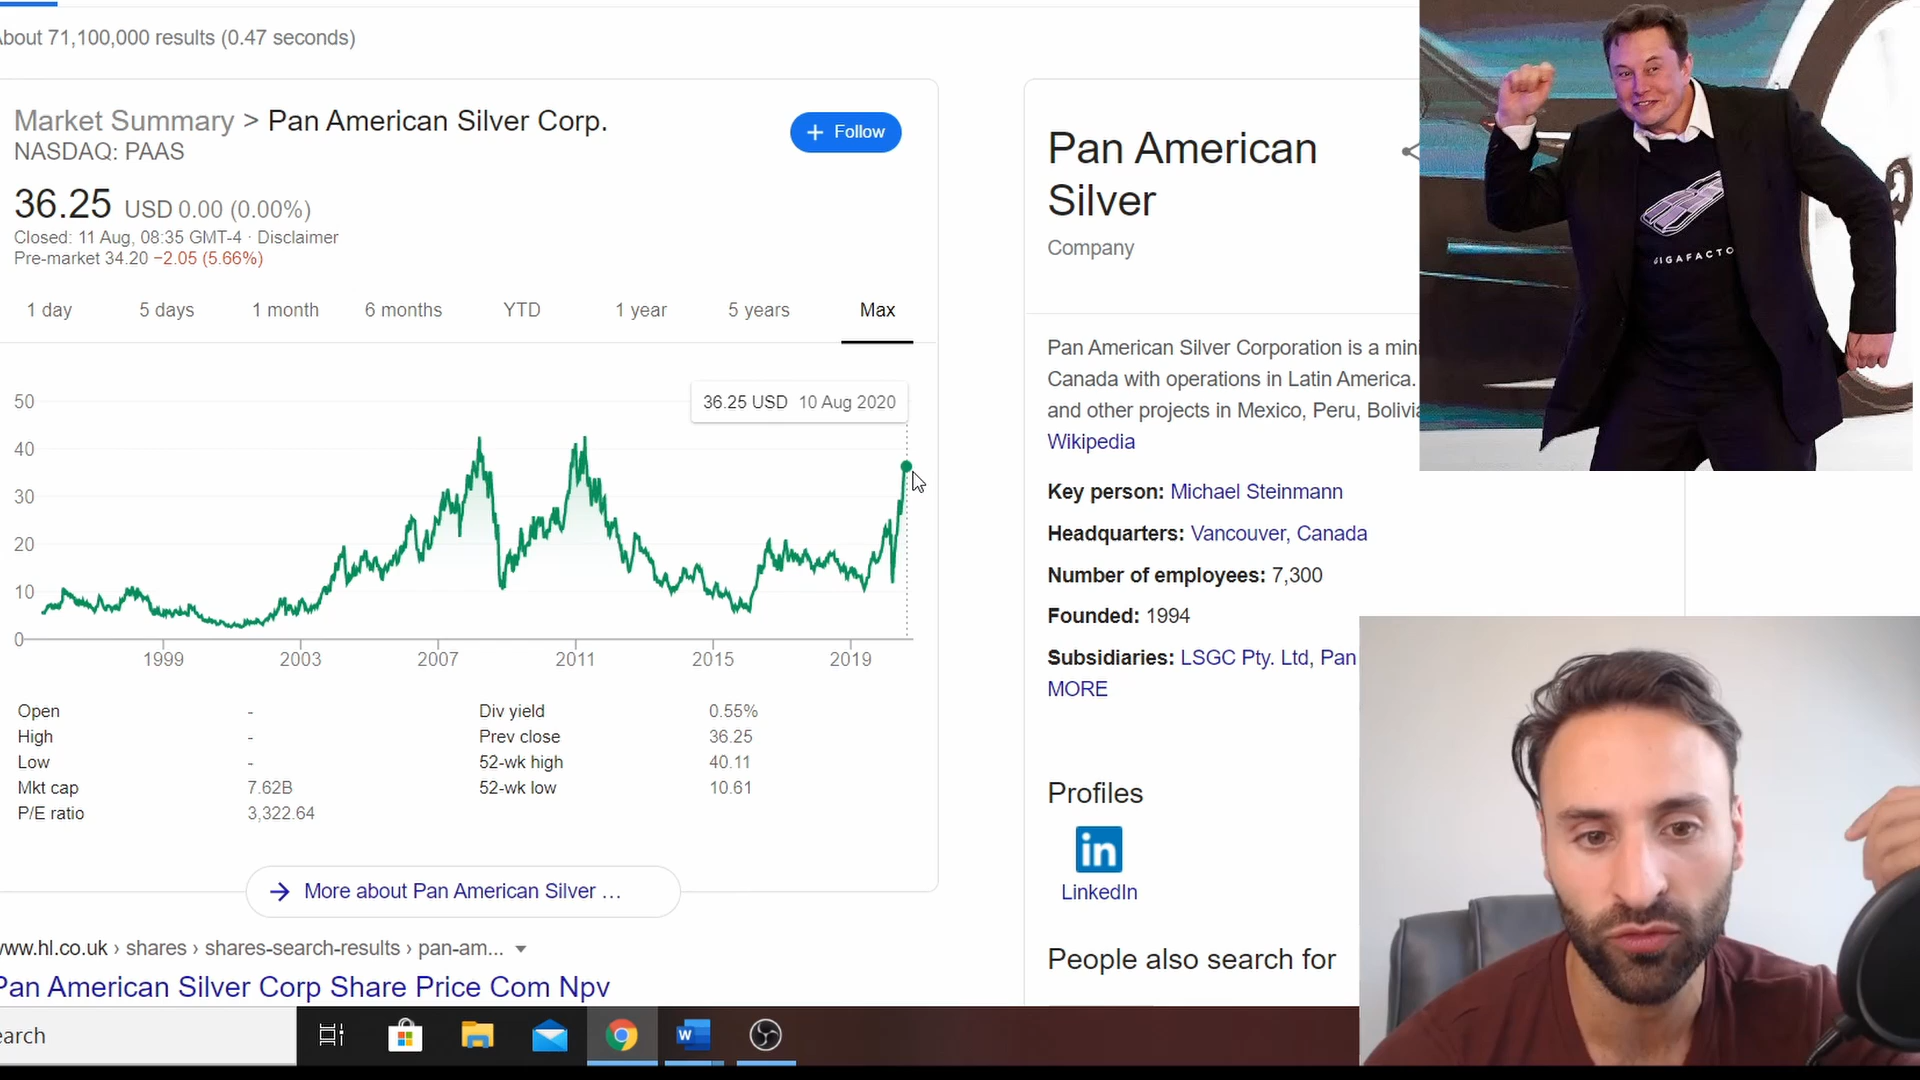 bout 71,100,000 results (0.47 seconds)
Market Summary > Pan American Silver Corp.
NASDAQ: PAAS
+ Follow
36.25 USD 0.00 (0.00%)
Closed: 11 Aug, 08:35 GMT-4 · Disclaimer
Pre-market 34.20 −2.05 (5.66%)
1 day 5 days 1 month 6 months YTD 1 year 5 years Max
36.25 USD 10 Aug 2020
50
40
30
20
10
0
1999 2003 2007 2011 2015 2019
Open - Div yield 0.55%
High - Prev close 36.25
Low - 52-wk high 40.11
Mkt cap 7.62B 52-wk low 10.61
P/E ratio 3,322.64
More about Pan American Silver …
www.hl.co.uk › shares › shares-search-results › pan-am...
Pan American Silver Corp Share Price Com Npv
Pan American
Silver
Company
Pan American Silver Corporation is a mini
Canada with operations in Latin America.
and other projects in Mexico, Peru, Bolivia
Wikipedia
Key person: Michael Steinmann
Headquarters: Vancouver, Canada
Number of employees: 7,300
Founded: 1994
Subsidiaries: LSGC Pty. Ltd, Pan
MORE
Profiles
in
LinkedIn
People also search for
IGAFACTO
earch
W